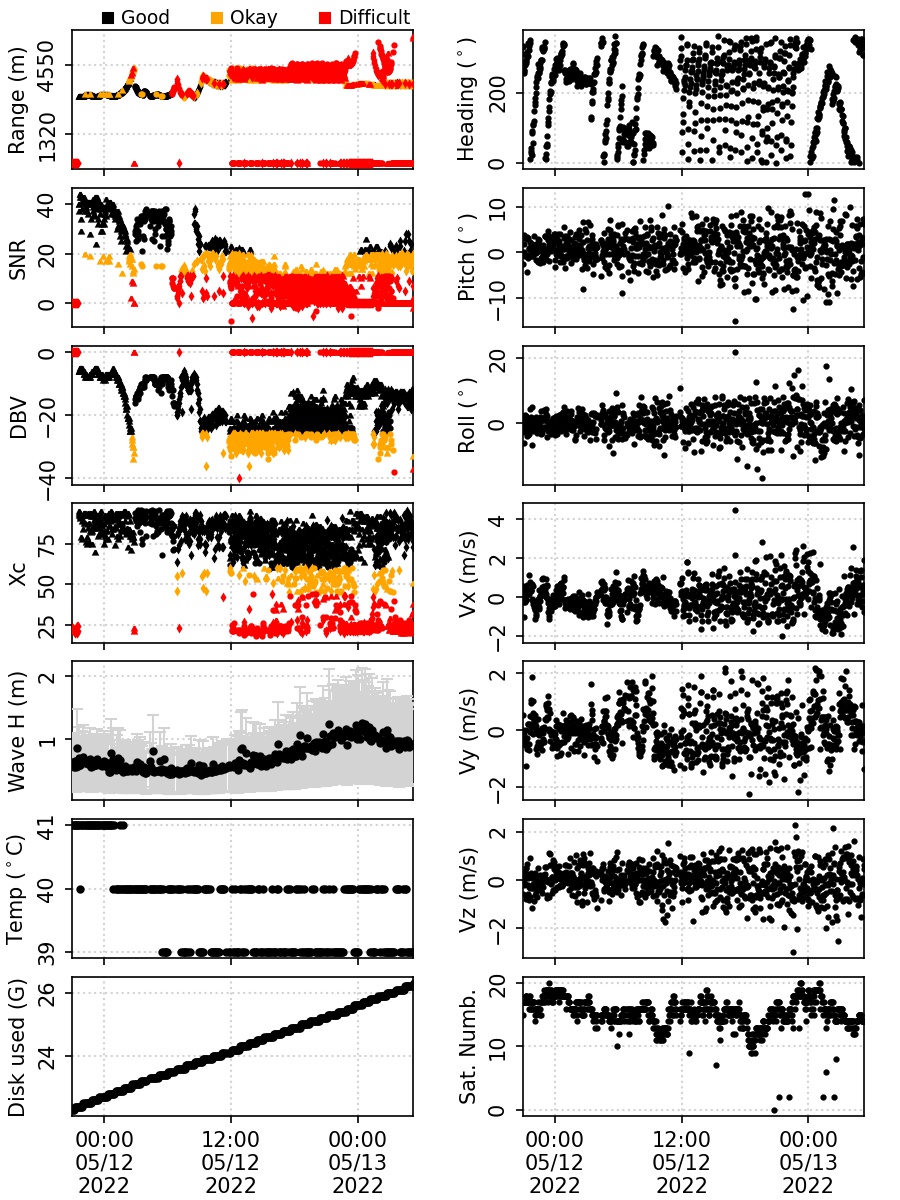 Good Okay Difficult
Range (m)
4550
1320
Heading (°)
200
0
SNR
40
20
0
Pitch (°)
10
0
−10
DBV
0
−20
−40
Roll (°)
20
0
Xc
75
50
25
Vx (m/s)
4
2
0
−2
Wave H (m)
2
1
Vy (m/s)
2
0
−2
Temp (°C)
41
40
39
Vz (m/s)
2
0
−2
Disk used (G)
26
24
Sat. Numb.
20
10
0
00:00 12:00 00:00
05/12 05/12 05/13
2022 2022 2022
00:00 12:00 00:00
05/12 05/12 05/13
2022 2022 2022